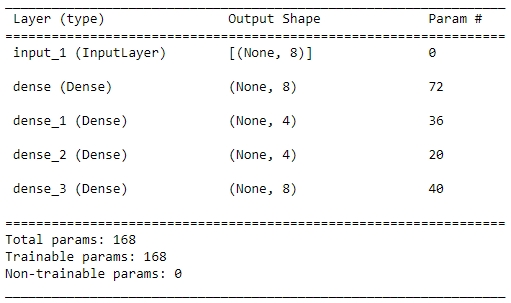 Layer (type) Output Shape Param #
input_1 (InputLayer) [(None, 8)] 0
dense (Dense) (None, 8) 72
dense_1 (Dense) (None, 4) 36
dense_2 (Dense) (None, 4) 20
dense_3 (Dense) (None, 8) 40
Total params: 168
Trainable params: 168
Non-trainable params: 0